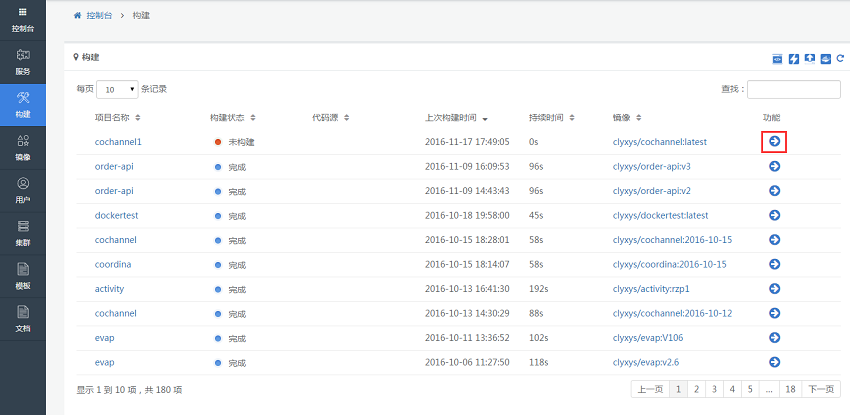 控制台 > 构建
控制台
服务
构建
镜像
用户
集群
模板
文档
构建
每页 10 条记录
查找：
项目名称 构建状态 代码源 上次构建时间 持续时间 镜像 功能
cochannel1 未构建 2016-11-17 17:49:05 0s clyxys/cochannel:latest
order-api 完成 2016-11-09 16:09:53 96s clyxys/order-api:v3
order-api 完成 2016-11-09 14:43:43 96s clyxys/order-api:v2
dockertest 完成 2016-10-18 19:58:00 45s clyxys/dockertest:latest
cochannel 完成 2016-10-15 18:28:01 58s clyxys/cochannel:2016-10-15
coordina 完成 2016-10-15 18:14:07 58s clyxys/coordina:2016-10-15
activity 完成 2016-10-13 16:41:30 192s clyxys/activity:rzp1
cochannel 完成 2016-10-13 14:30:29 88s clyxys/cochannel:2016-10-12
evap 完成 2016-10-11 13:36:52 102s clyxys/evap:V106
evap 完成 2016-10-06 11:27:50 118s clyxys/evap:v2.6
显示 1 到 10 项，共 180 项
上一页 1 2 3 4 5 ... 18 下一页